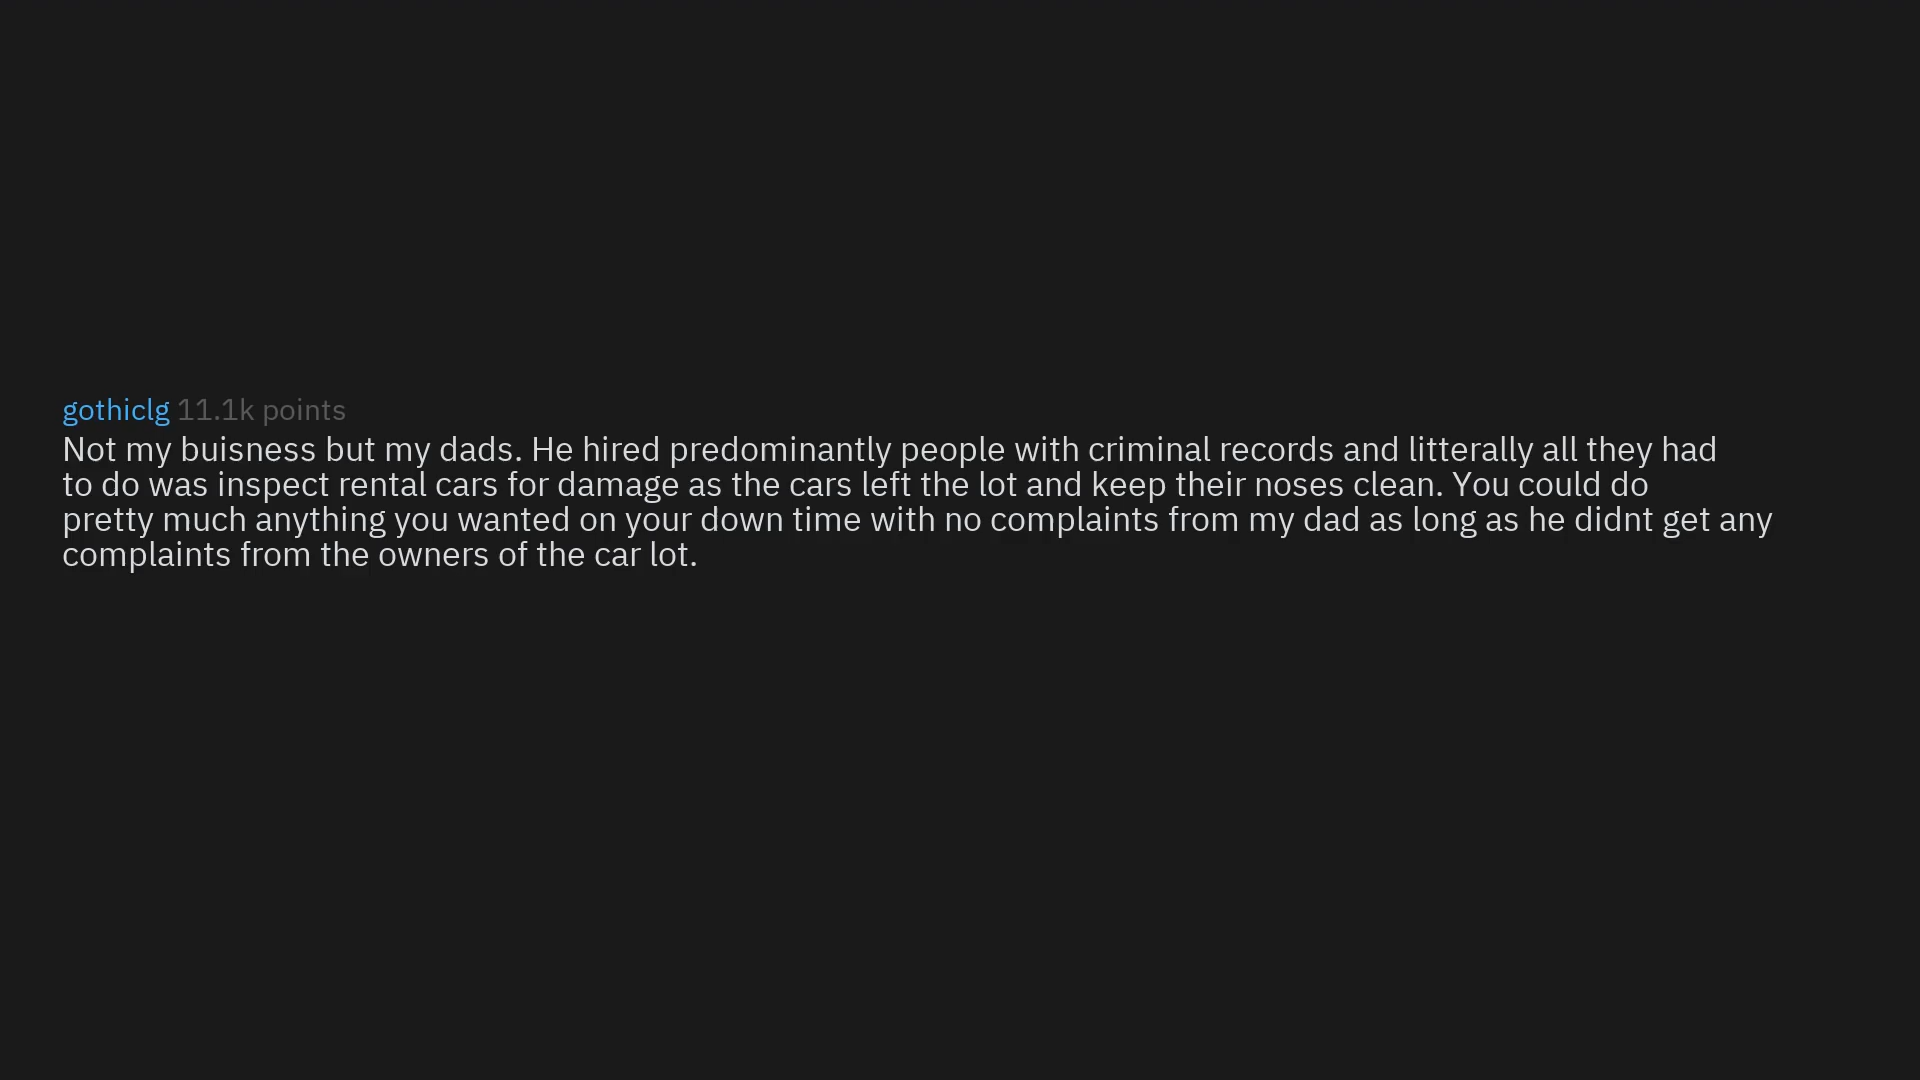 gothiclg 11.1k points
Not my buisness but my dads. He hired predominantly people with criminal records and litterally all they had
to do was inspect rental cars for damage as the cars left the lot and keep their noses clean. You could do
pretty much anything you wanted on your down time with no complaints from my dad as long as he didnt get any
complaints from the owners of the car lot.